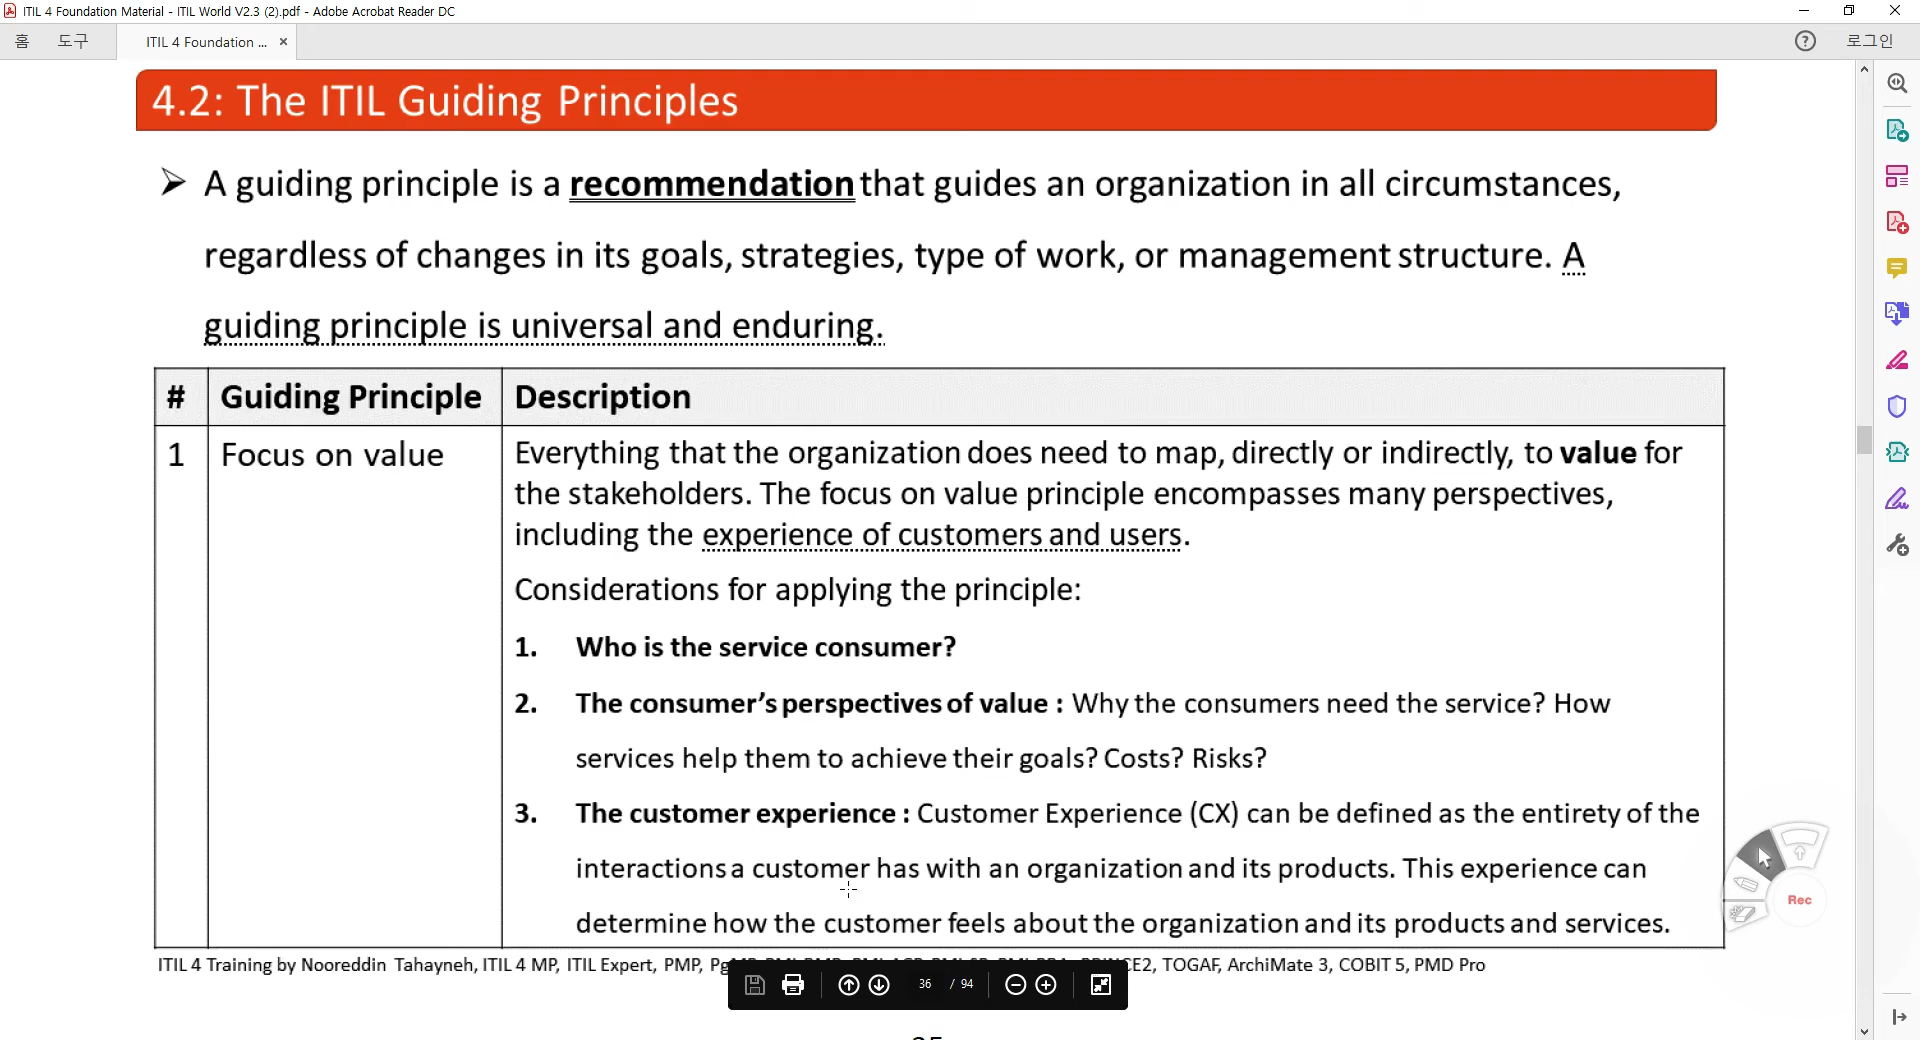 ITIL 4 Foundation Material - ITIL World V2.3 (2).pdf - Adobe Acrobat Reader DC
홈 도구 ITIL 4 Foundation ... × 로그인
4.2: The ITIL Guiding Principles
➢ A guiding principle is a recommendation that guides an organization in all circumstances,
regardless of changes in its goals, strategies, type of work, or management structure. A
guiding principle is universal and enduring.
# Guiding Principle Description
1 Focus on value Everything that the organization does need to map, directly or indirectly, to value for
the stakeholders. The focus on value principle encompasses many perspectives,
including the experience of customers and users.
Considerations for applying the principle:
1. Who is the service consumer?
2. The consumer's perspectives of value : Why the consumers need the service? How
services help them to achieve their goals? Costs? Risks?
3. The customer experience : Customer Experience (CX) can be defined as the entirety of the
interactions a customer has with an organization and its products. This experience can
determine how the customer feels about the organization and its products and services.
Rec
ITIL 4 Training by Nooreddin Tahayneh, ITIL 4 MP, ITIL Expert, PMP, TOGAF, ArchiMate 3, COBIT 5, PMD Pro
36 / 94